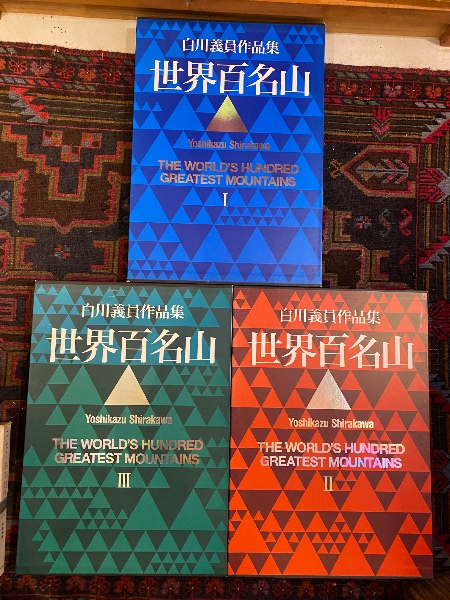 白川義員作品集
世界百名山
Yoshikazu Shirakawa
THE WORLD'S HUNDRED
GREATEST MOUNTAINS
I
白川義員作品集
世界百名山
Yoshikazu Shirakawa
THE WORLD'S HUNDRED
GREATEST MOUNTAINS
III
白川義員作品集
世界百名山
Yoshikazu Shirakawa
THE WORLD'S HUNDRED
GREATEST MOUNTAINS
II